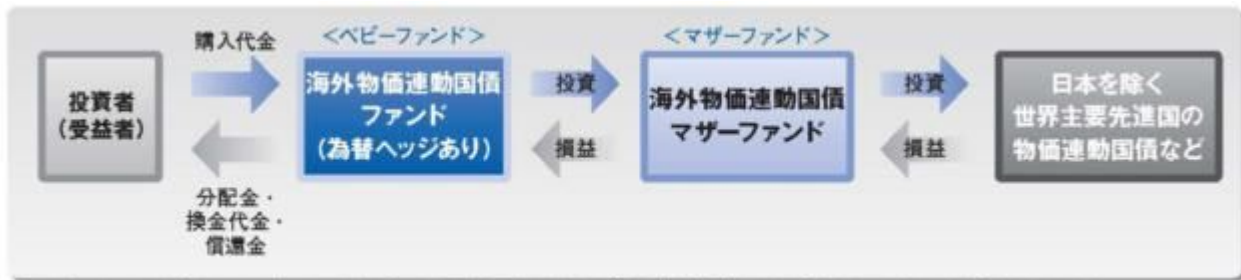 購入代金
<ベビーファンド>
<マザーファンド>
投資者
(受益者)
海外物価連動国債
ファンド
(為替ヘッジあり)
投資
損益
海外物価連動国債
マザーファンド
投資
損益
日本を除く
世界主要先進国の
物価連動国債など
分配金・
換金代金・
償還金